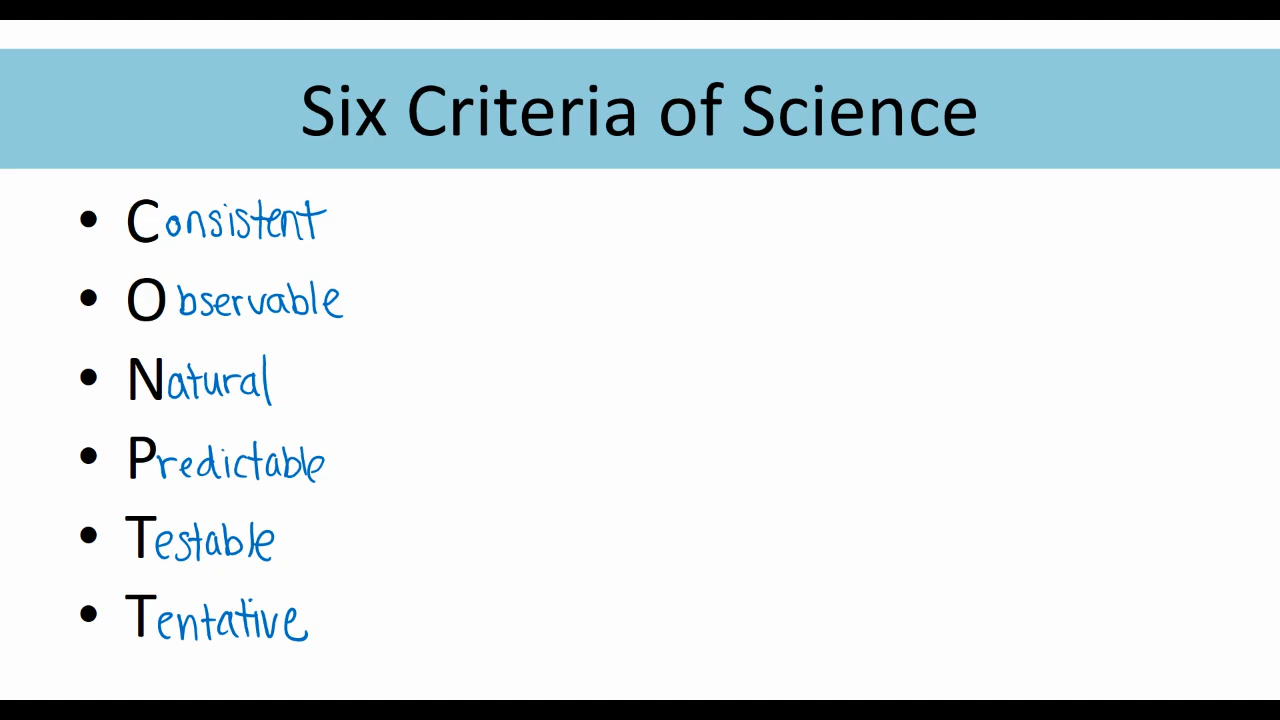 Six Criteria of Science
• Consistent
• Observable
• Natural
• Predictable
• Testable
• Tentative